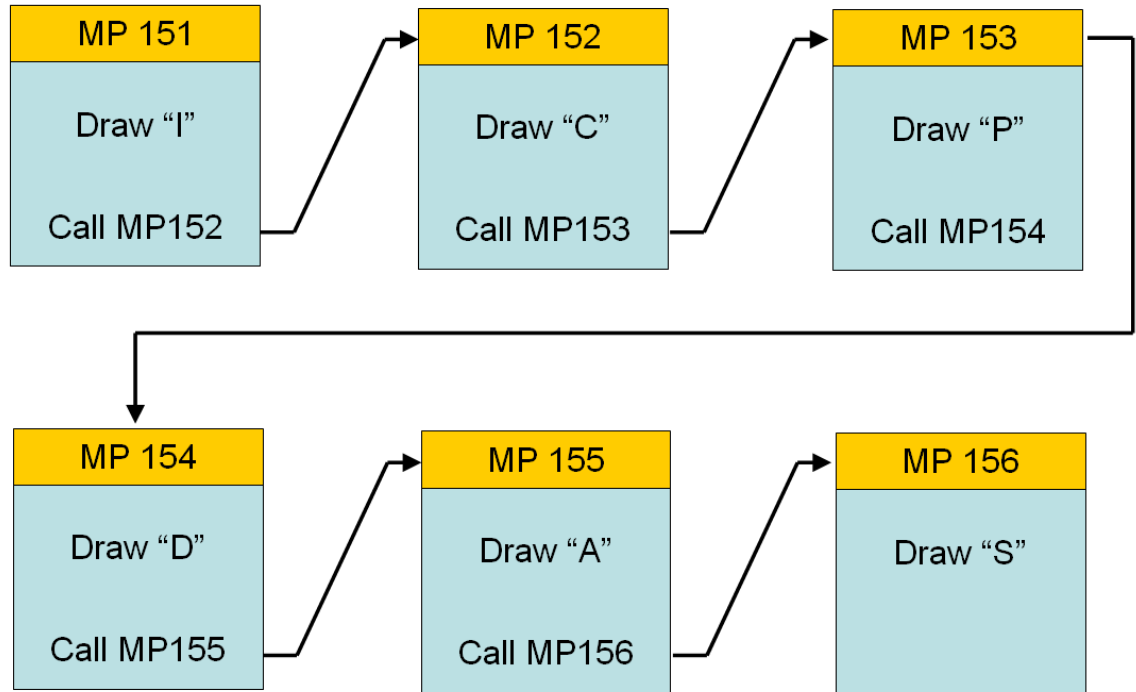 MP 151
Draw “I”
Call MP152
MP 152
Draw “C”
Call MP153
MP 153
Draw “P”
Call MP154
MP 154
Draw “D”
Call MP155
MP 155
Draw “A”
Call MP156
MP 156
Draw “S”